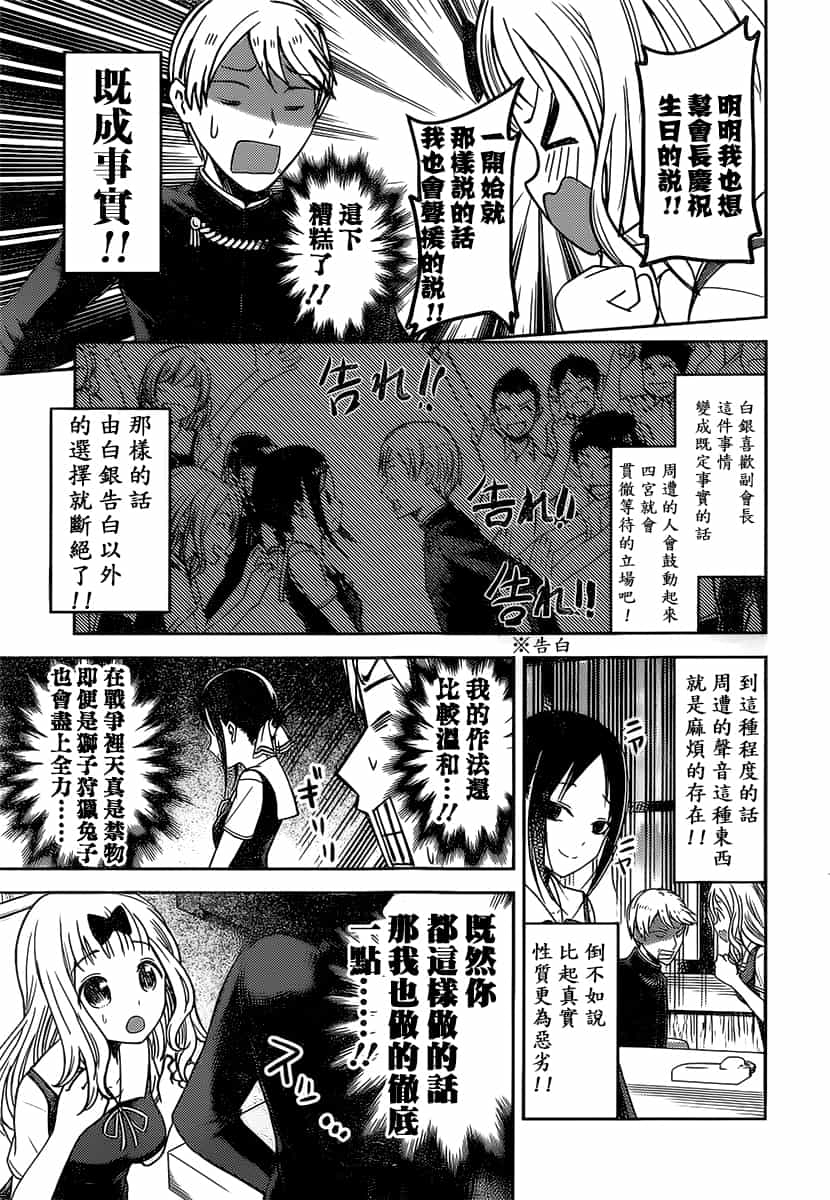 明明我也想
幫會長慶祝
生日的説!!
一開始就
那樣説的話
我也會聲援的説!!
這下
糟糕了!!
既成事實!!
白銀喜歡副會長
這件事情
變成既定事實的話
周遭的人會鼓動起來
四宮就會
貫徹等待的立場吧！
告れ!!
告れ!!
告れ!!
※告白
那樣的話
由白銀告白以外
的選擇就斷絕了!!
到這種程度的話
周遭的聲音這種東西
就是麻煩的存在!!
ニヤ
ニヤ
倒不如說
比起真實
性質更為惡劣!!
我的作法還
比較溫和…!!
在戰爭裡天真是禁物
即便是獅子狩獵兔子
也會盡上全力……
既然你
都這樣做的話
那我也做的徹底
一點……!!
スッ…